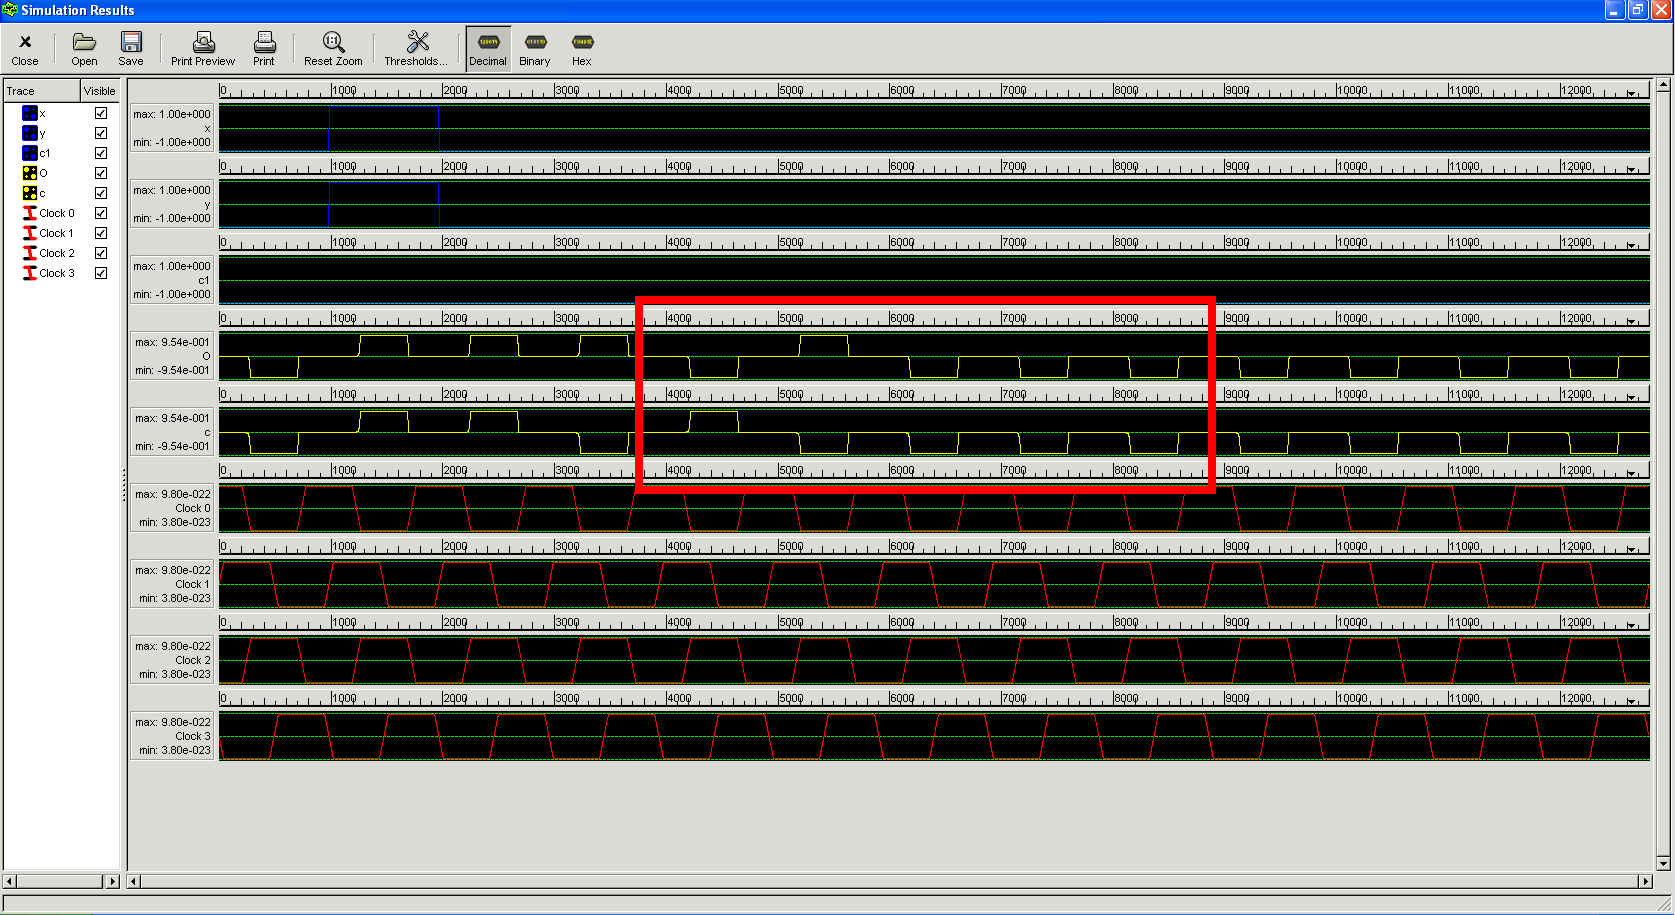 Simulation Results
Close Open Save Print Preview Print Reset Zoom Thresholds... Decimal Binary Hex
Trace Visible
x
y
c1
O
c
Clock 0
Clock 1
Clock 2
Clock 3
0 1000 2000 3000 4000 5000 6000 7000 8000 9000 10000 11000 12000
max: 1.00e+000
x
min: -1.00e+000
0 1000 2000 3000 4000 5000 6000 7000 8000 9000 10000 11000 12000
max: 1.00e+000
y
min: -1.00e+000
0 1000 2000 3000 4000 5000 6000 7000 8000 9000 10000 11000 12000
max: 1.00e+000
c1
min: -1.00e+000
0 1000 2000 3000 4000 5000 6000 7000 8000 9000 10000 11000 12000
max: 9.54e-001
O
min: -9.54e-001
0 1000 2000 3000 4000 5000 6000 7000 8000 9000 10000 11000 12000
max: 9.54e-001
c
min: -9.54e-001
0 1000 2000 3000 4000 5000 6000 7000 8000 9000 10000 11000 12000
max: 9.80e-022
Clock 0
min: 3.80e-023
0 1000 2000 3000 4000 5000 6000 7000 8000 9000 10000 11000 12000
max: 9.80e-022
Clock 1
min: 3.80e-023
0 1000 2000 3000 4000 5000 6000 7000 8000 9000 10000 11000 12000
max: 9.80e-022
Clock 2
min: 3.80e-023
0 1000 2000 3000 4000 5000 6000 7000 8000 9000 10000 11000 12000
max: 9.80e-022
Clock 3
min: 3.80e-023